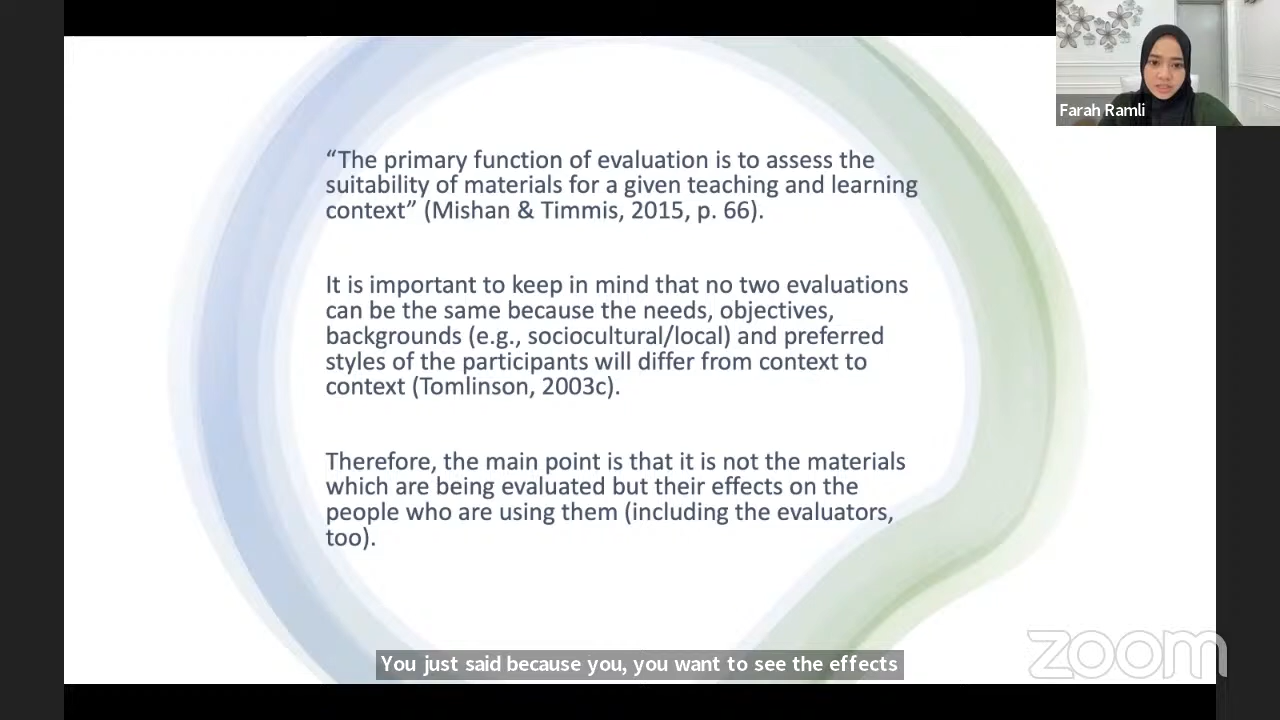 Farah Ramli
“The primary function of evaluation is to assess the
suitability of materials for a given teaching and learning
context” (Mishan & Timmis, 2015, p. 66).
It is important to keep in mind that no two evaluations
can be the same because the needs, objectives,
backgrounds (e.g., sociocultural/local) and preferred
styles of the participants will differ from context to
context (Tomlinson, 2003c).
Therefore, the main point is that it is not the materials
which are being evaluated but their effects on the
people who are using them (including the evaluators,
too).
You just said because you, you want to see the effects
zoom